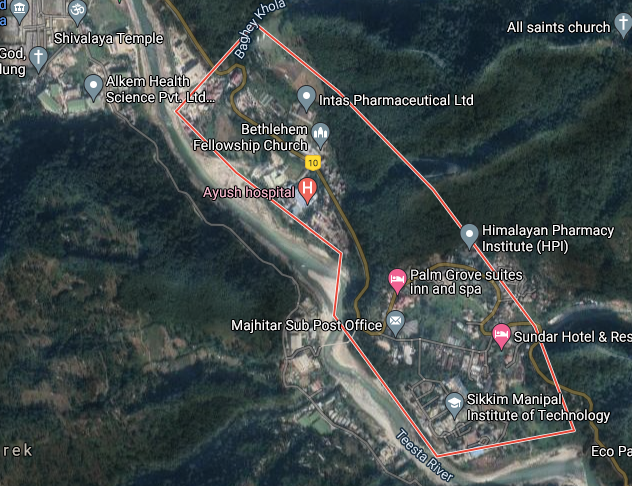 d
a
Shivalaya Temple
God,
lung
Alkem Health
Science Pvt. Ltd...
Baghey Khola
All saints church
Intas Pharmaceutical Ltd
Bethlehem
Fellowship Church
10
Ayush hospital
H
Himalayan Pharmacy
Institute (HPI)
Palm Grove suites
inn and spa
Majhitar Sub Post Office
Sundar Hotel & Res
Sikkim Manipal
Institute of Technology
Teesta River
rek
Eco Pa